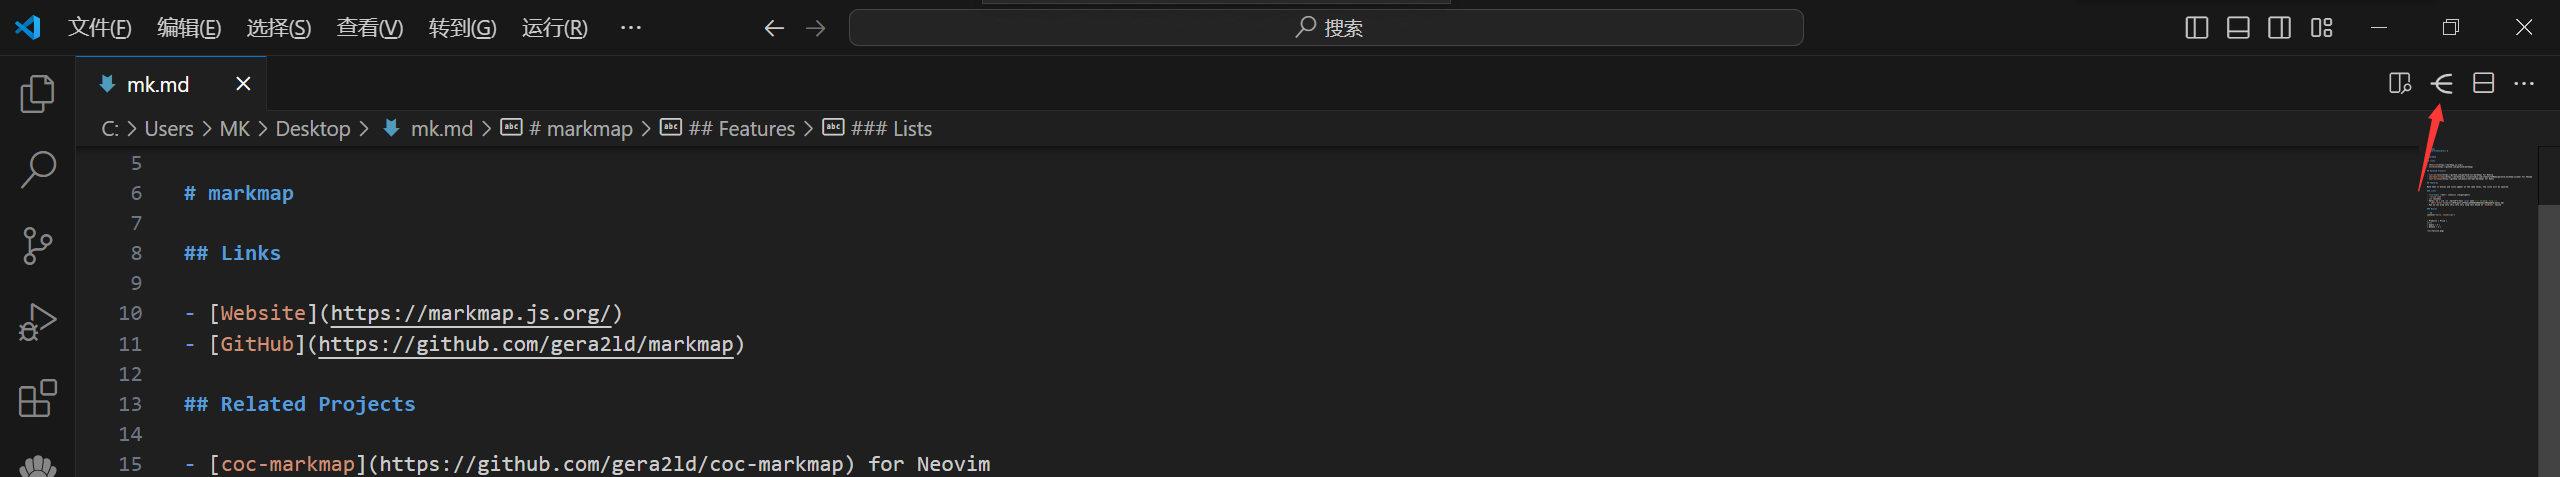 文件(F) 编辑(E) 选择(S) 查看(V) 转到(G) 运行(R) ··· 搜索
mk.md
C: > Users > MK > Desktop > mk.md > # markmap > ## Features > ### Lists
5
6 # markmap
7
8 ## Links
9
10 - [Website](https://markmap.js.org/)
11 - [GitHub](https://github.com/gera2ld/markmap)
12
13 ## Related Projects
14
15 - [coc-markmap](https://github.com/gera2ld/coc-markmap) for Neovim